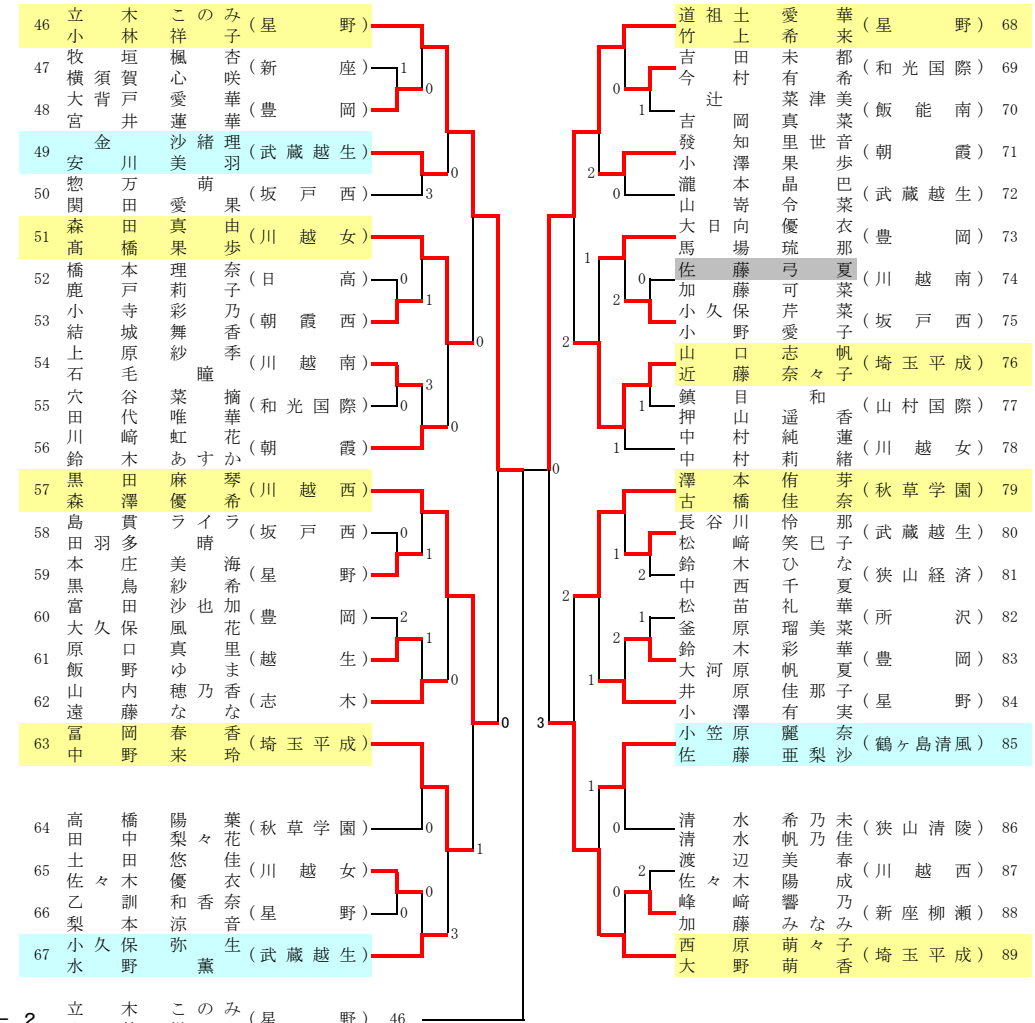 46 立木このみ (星野)
小林祥子
47 牧垣楓杏 (新座) 1
横須賀心咲
0
48 大背戸愛華 (豊岡)
宮井蓮華
49 金沙緒理 (武蔵越生)
安川美羽
0
50 惣万萌 (坂戸西) 3
関田愛果
51 森田真由 (川越女)
髙橋果歩
52 橋本理奈 (日高) 0
鹿戸莉子
1
53 小寺彩乃 (朝霞西)
結城舞香
0
54 上原紗季 (川越南)
石毛瞳
3
55 穴谷菜摘 (和光国際) 0
田代唯華
56 川﨑虹花 (朝霞) 0
鈴木あすか
57 黒田麻琴 (川越西)
森澤優希
58 島貫ライラ (坂戸西) 0
田羽多晴
1
59 本庄美海 (星野)
黒鳥紗希
60 富田沙也加 (豊岡) 2
大久保風花
1
61 原口真里 (越生)
飯野ゆま
0
62 山内穂乃香 (志木)
遠藤なな
0
63 冨岡春香 (埼玉平成)
中野来玲
64 高橋陽葉 (秋草学園) 0
田中梨々花
1
65 土田悠佳 (川越女)
佐々木優衣
0
66 乙訓和香奈 (星野) 0
梨本涼音
3
67 小久保弥生 (武蔵越生)
水野薫
- 2
立木このみ (星野) 46
道祖土愛華 (星野) 68
竹上希来
0
吉田未都 (和光国際) 69
今村有希
1 辻菜津美 (飯能南) 70
吉岡真菜
2
發知里世音 (朝霞) 71
小澤果歩
0 瀧本晶巴 (武蔵越生) 72
山嵜令菜
大日向優衣 (豊岡) 73
馬場琉那
1
0 佐藤弓夏 (川越南) 74
加藤可菜
2
小久保芹菜 (坂戸西) 75
小野愛子
2
山口志帆 (埼玉平成) 76
近藤奈々子
1 鎮目和 (山村国際) 77
押山遥香
1 中村純蓮 (川越女) 78
中村莉緒
0
澤本侑芽 (秋草学園) 79
古橋佳奈
1
長谷川怜那 (武蔵越生) 80
松﨑笑巳子
2 鈴木ひな (狭山経済) 81
中西千夏
2
1 松苗礼華 (所沢) 82
釜原瑠美菜
2
鈴木彩華 (豊岡) 83
大河原帆夏
1
井原佳那子 (星野) 84
小澤有実
3
小笠原麗奈 (鶴ヶ島清風) 85
佐藤亜梨沙
1
0 清水希乃未 (狭山清陵) 86
清水帆乃佳
2 渡辺美春 (川越西) 87
佐々木陽成
0
峰﨑響乃 (新座柳瀬) 88
加藤みなみ
西原萌々子 (埼玉平成) 89
大野萌香